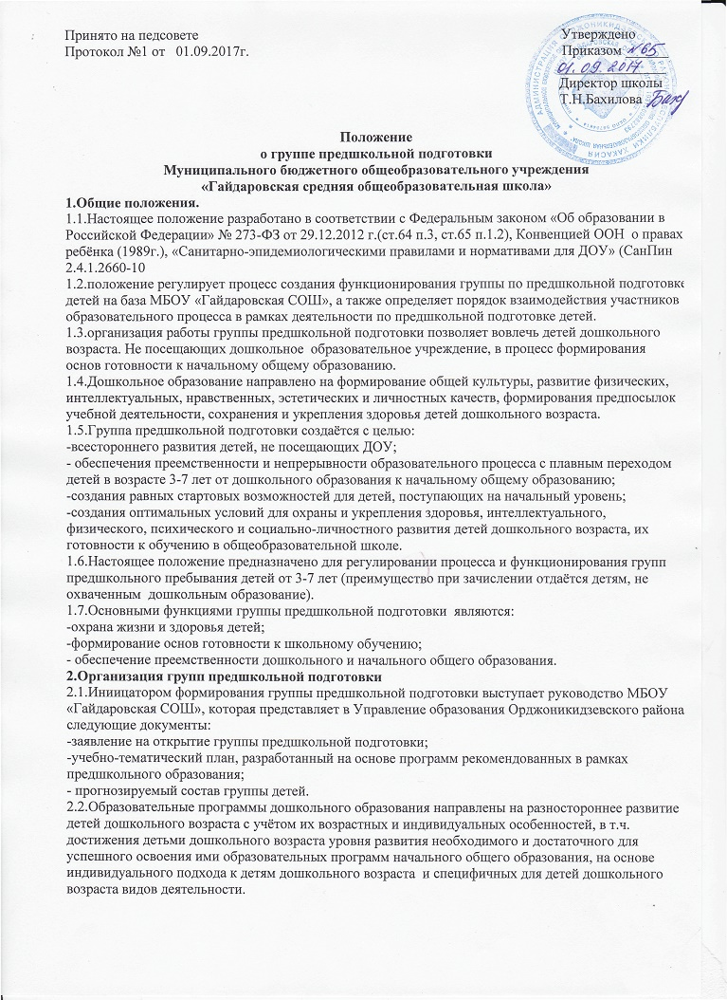 Принято на педсовете
Протокол №1 от 01.09.2017г.
Утверждено
Приказом №65
01.09.2017
Директор школы
Т.Н.Бахилова
Положение
о группе предшкольной подготовки
Муниципального бюджетного общеобразовательного учреждения
«Гайдаровская средняя общеобразовательная школа»
1.Общие положения.
1.1.Настоящее положение разработано в соответствии с Федеральным законом «Об образовании в
Российской Федерации» № 273-ФЗ от 29.12.2012 г.(ст.64 п.3, ст.65 п.1.2), Конвенцией ООН о правах
ребёнка (1989г.), «Санитарно-эпидемиологическими правилами и нормативами для ДОУ» (СанПин
2.4.1.2660-10
1.2.положение регулирует процесс создания функционирования группы по предшкольной подготовке
детей на база МБОУ «Гайдаровская СОШ», а также определяет порядок взаимодействия участников
образовательного процесса в рамках деятельности по предшкольной подготовке детей.
1.3.организация работы группы предшкольной подготовки позволяет вовлечь детей дошкольного
возраста. Не посещающих дошкольное образовательное учреждение, в процесс формирования
основ готовности к начальному общему образованию.
1.4.Дошкольное образование направлено на формирование общей культуры, развитие физических,
интеллектуальных, нравственных, эстетических и личностных качеств, формирования предпосылок
учебной деятельности, сохранения и укрепления здоровья детей дошкольного возраста.
1.5.Группа предшкольной подготовки создаётся с целью:
-всестороннего развития детей, не посещающих ДОУ;
- обеспечения преемственности и непрерывности образовательного процесса с плавным переходом
детей в возрасте 3-7 лет от дошкольного образования к начальному общему образованию;
-создания равных стартовых возможностей для детей, поступающих на начальный уровень;
-создания оптимальных условий для охраны и укрепления здоровья, интеллектуального,
физического, психического и социально-личностного развития детей дошкольного возраста, их
готовности к обучению в общеобразовательной школе.
1.6.Настоящее положение предназначено для регулировании процесса и функционирования групп
предшкольного пребывания детей от 3-7 лет (преимущество при зачислении отдаётся детям, не
охваченным дошкольным образование).
1.7.Основными функциями группы предшкольной подготовки являются:
-охрана жизни и здоровья детей;
-формирование основ готовности к школьному обучению;
- обеспечение преемственности дошкольного и начального общего образования.
2.Организация групп предшкольной подготовки
2.1.Инициатором формирования группы предшкольной подготовки выступает руководство МБОУ
«Гайдаровская СОШ», которая представляет в Управление образования Орджоникидзевского района
следующие документы:
-заявление на открытие группы предшкольной подготовки;
-учебно-тематический план, разработанный на основе программ рекомендованных в рамках
предшкольного образования;
- прогнозируемый состав группы детей.
2.2.Образовательные программы дошкольного образования направлены на разностороннее развитие
детей дошкольного возраста с учётом их возрастных и индивидуальных особенностей, в т.ч.
достижения детьми дошкольного возраста уровня развития необходимого и достаточного для
успешного освоения ими образовательных программ начального общего образования, на основе
индивидуального подхода к детям дошкольного возраста и специфичных для детей дошкольного
возраста видов деятельности.